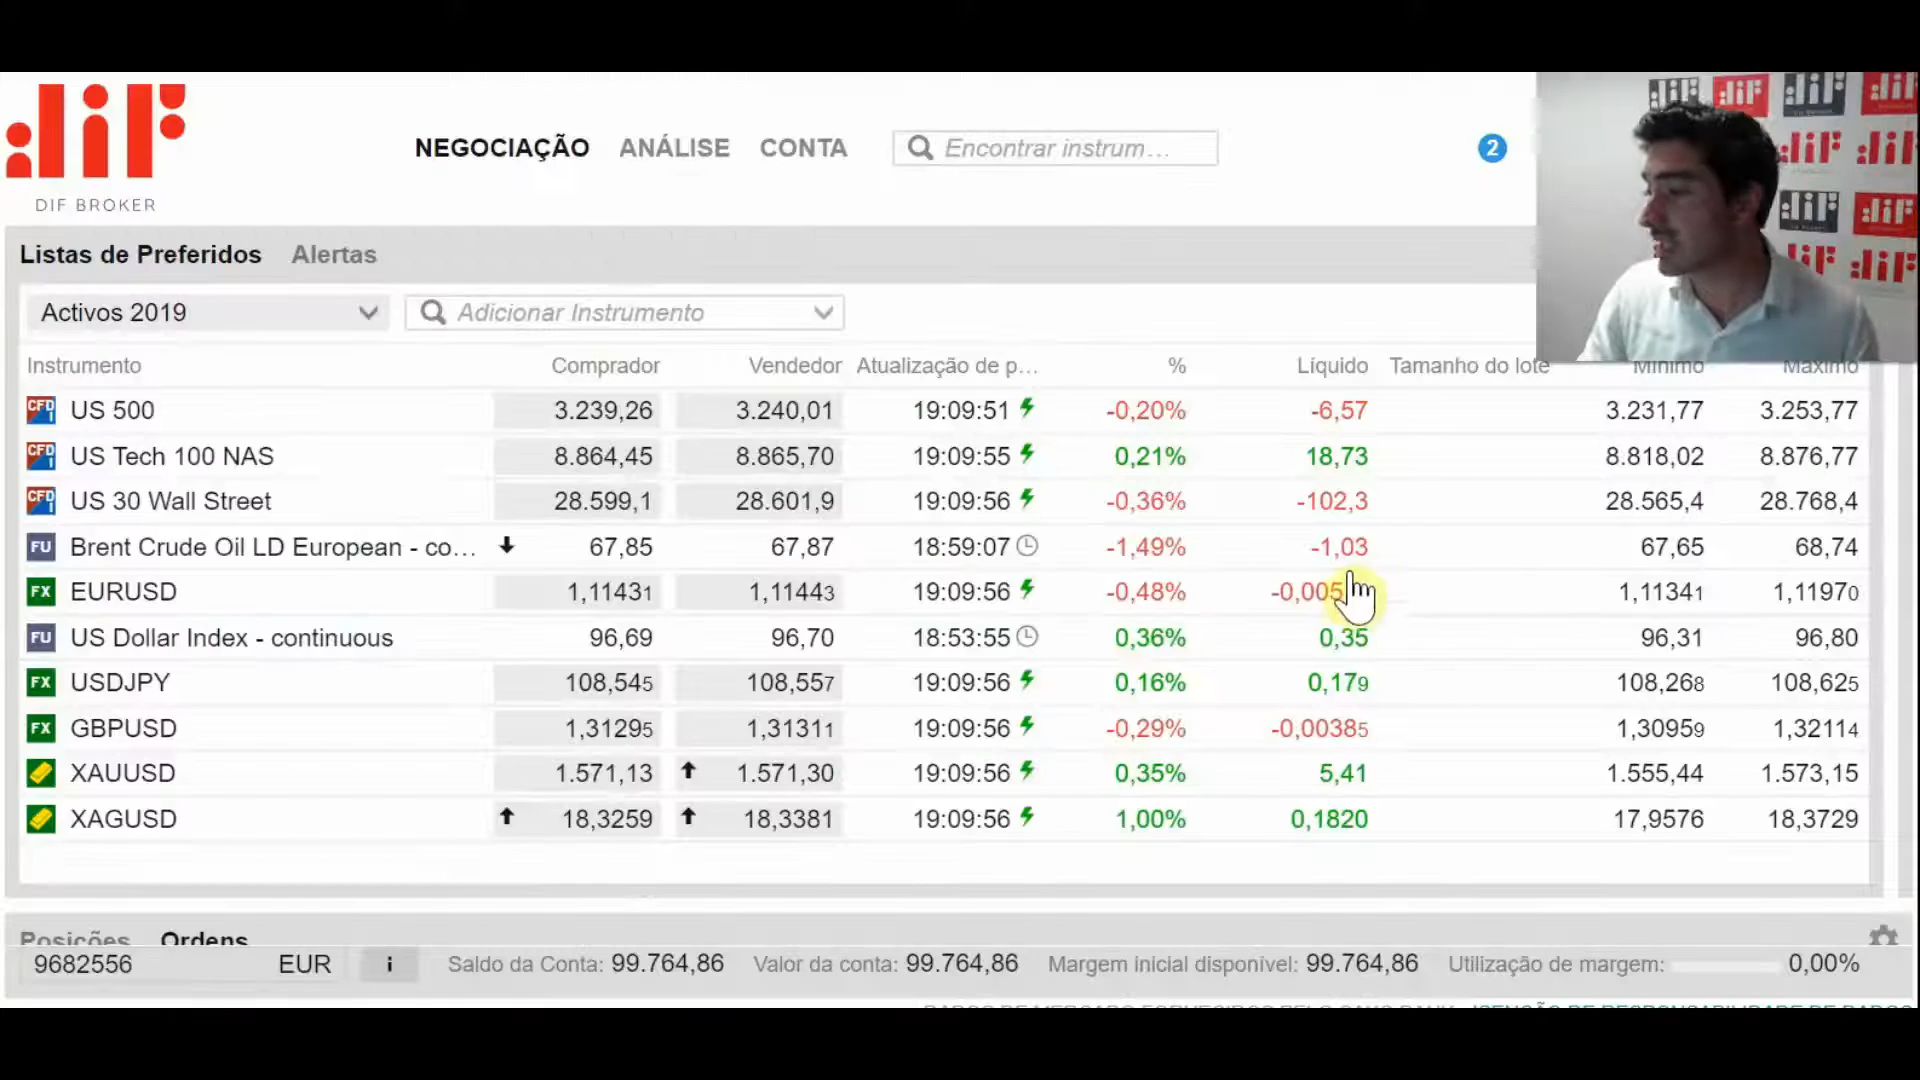 dif
DIF BROKER
NEGOCIAÇÃO ANÁLISE CONTA Encontrar instrum... 2
Listas de Preferidos Alertas
Activos 2019 Adicionar Instrumento
Instrumento Comprador Vendedor Atualização de p... % Líquido Tamanho do lote Mínimo Máximo
CFD I US 500 3.239,26 3.240,01 19:09:51 -0,20% -6,57 3.231,77 3.253,77
CFD I US Tech 100 NAS 8.864,45 8.865,70 19:09:55 0,21% 18,73 8.818,02 8.876,77
CFD I US 30 Wall Street 28.599,1 28.601,9 19:09:56 -0,36% -102,3 28.565,4 28.768,4
FU Brent Crude Oil LD European - co... 67,85 67,87 18:59:07 -1,49% -1,03 67,65 68,74
FX EURUSD 1,11431 1,11443 19:09:56 -0,48% -0,005 1,11341 1,11970
FU US Dollar Index - continuous 96,69 96,70 18:53:55 0,36% 0,35 96,31 96,80
FX USDJPY 108,545 108,557 19:09:56 0,16% 0,179 108,268 108,625
FX GBPUSD 1,31295 1,31311 19:09:56 -0,29% -0,00385 1,30959 1,32114
XAUUSD 1.571,13 1.571,30 19:09:56 0,35% 5,41 1.555,44 1.573,15
XAGUSD 18,3259 18,3381 19:09:56 1,00% 0,1820 17,9576 18,3729
Posições Ordens
9682556 EUR i Saldo da Conta: 99.764,86 Valor da conta: 99.764,86 Margem inicial disponível: 99.764,86 Utilização de margem: 0,00%